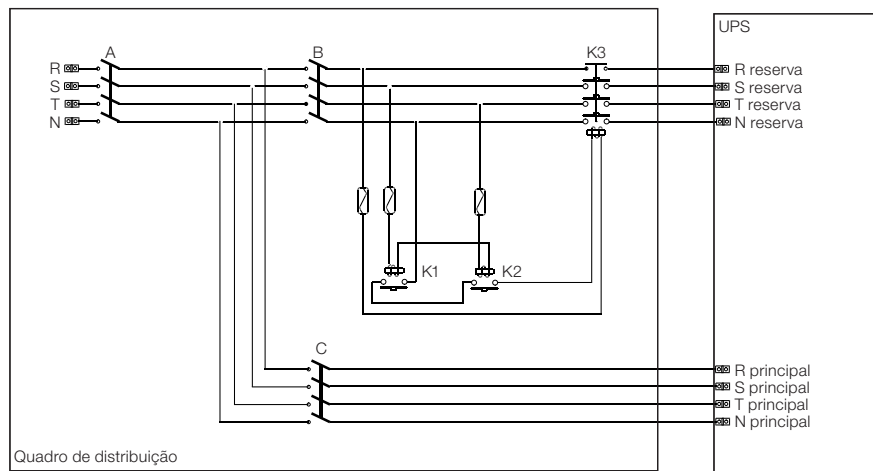 UPS
A
B
K3
R
R reserva
S
S reserva
T
T reserva
N
N reserva
K1
K2
C
R principal
S principal
T principal
N principal
Quadro de distribuição